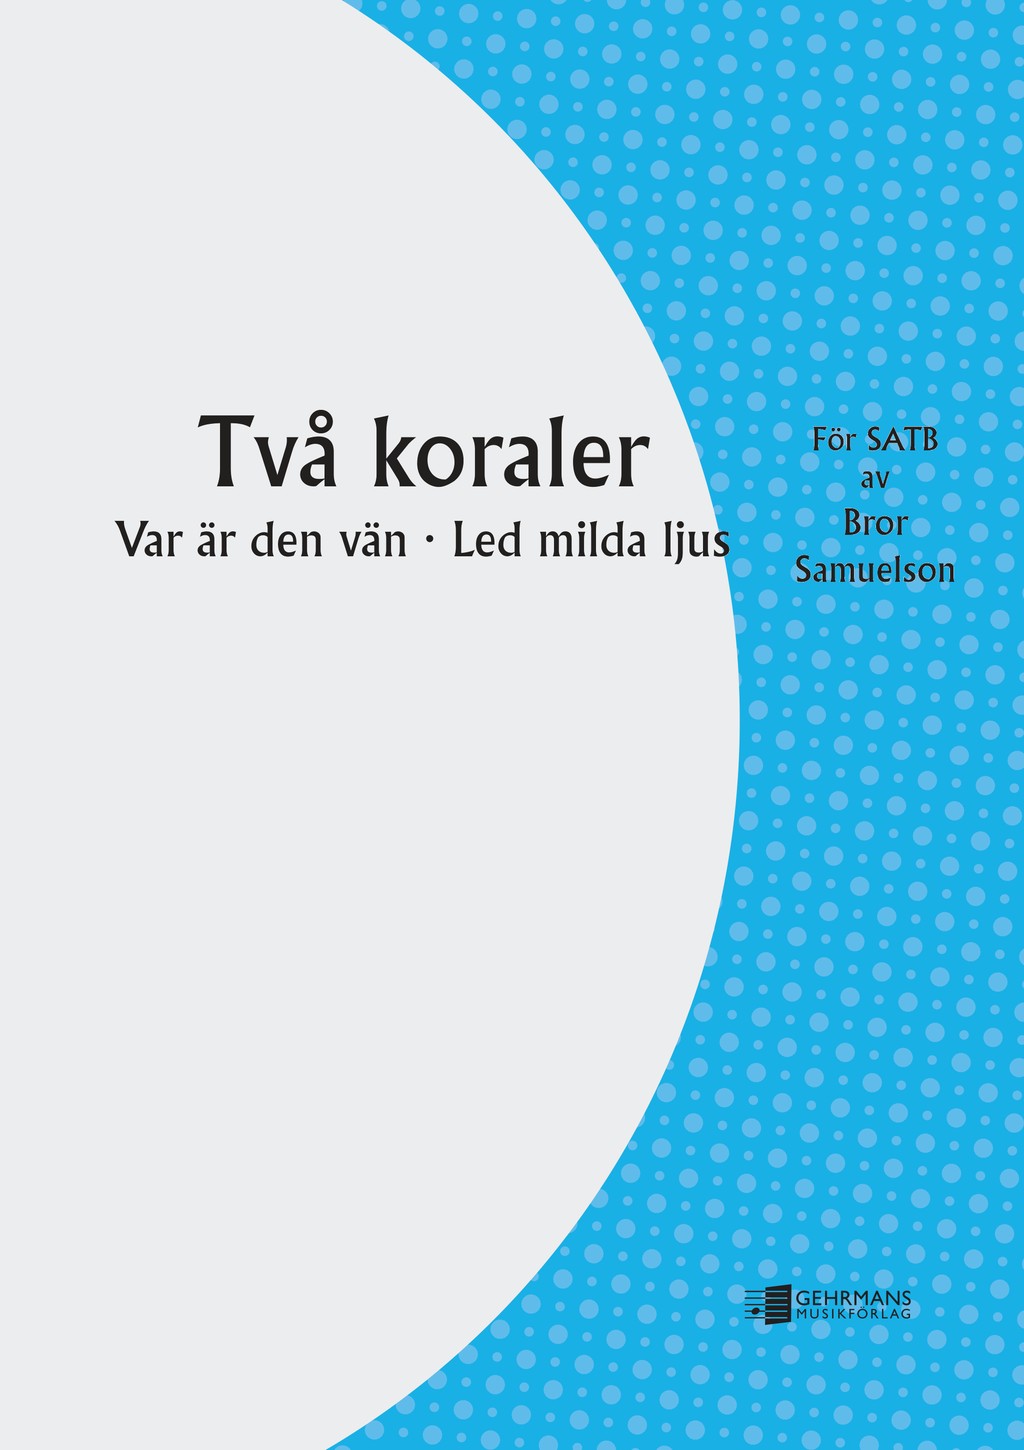 Två koraler
Var är den vän · Led milda ljus
För SATB
av
Bror
Samuelson
GEHRMANS
MUSIKFÖRLAG